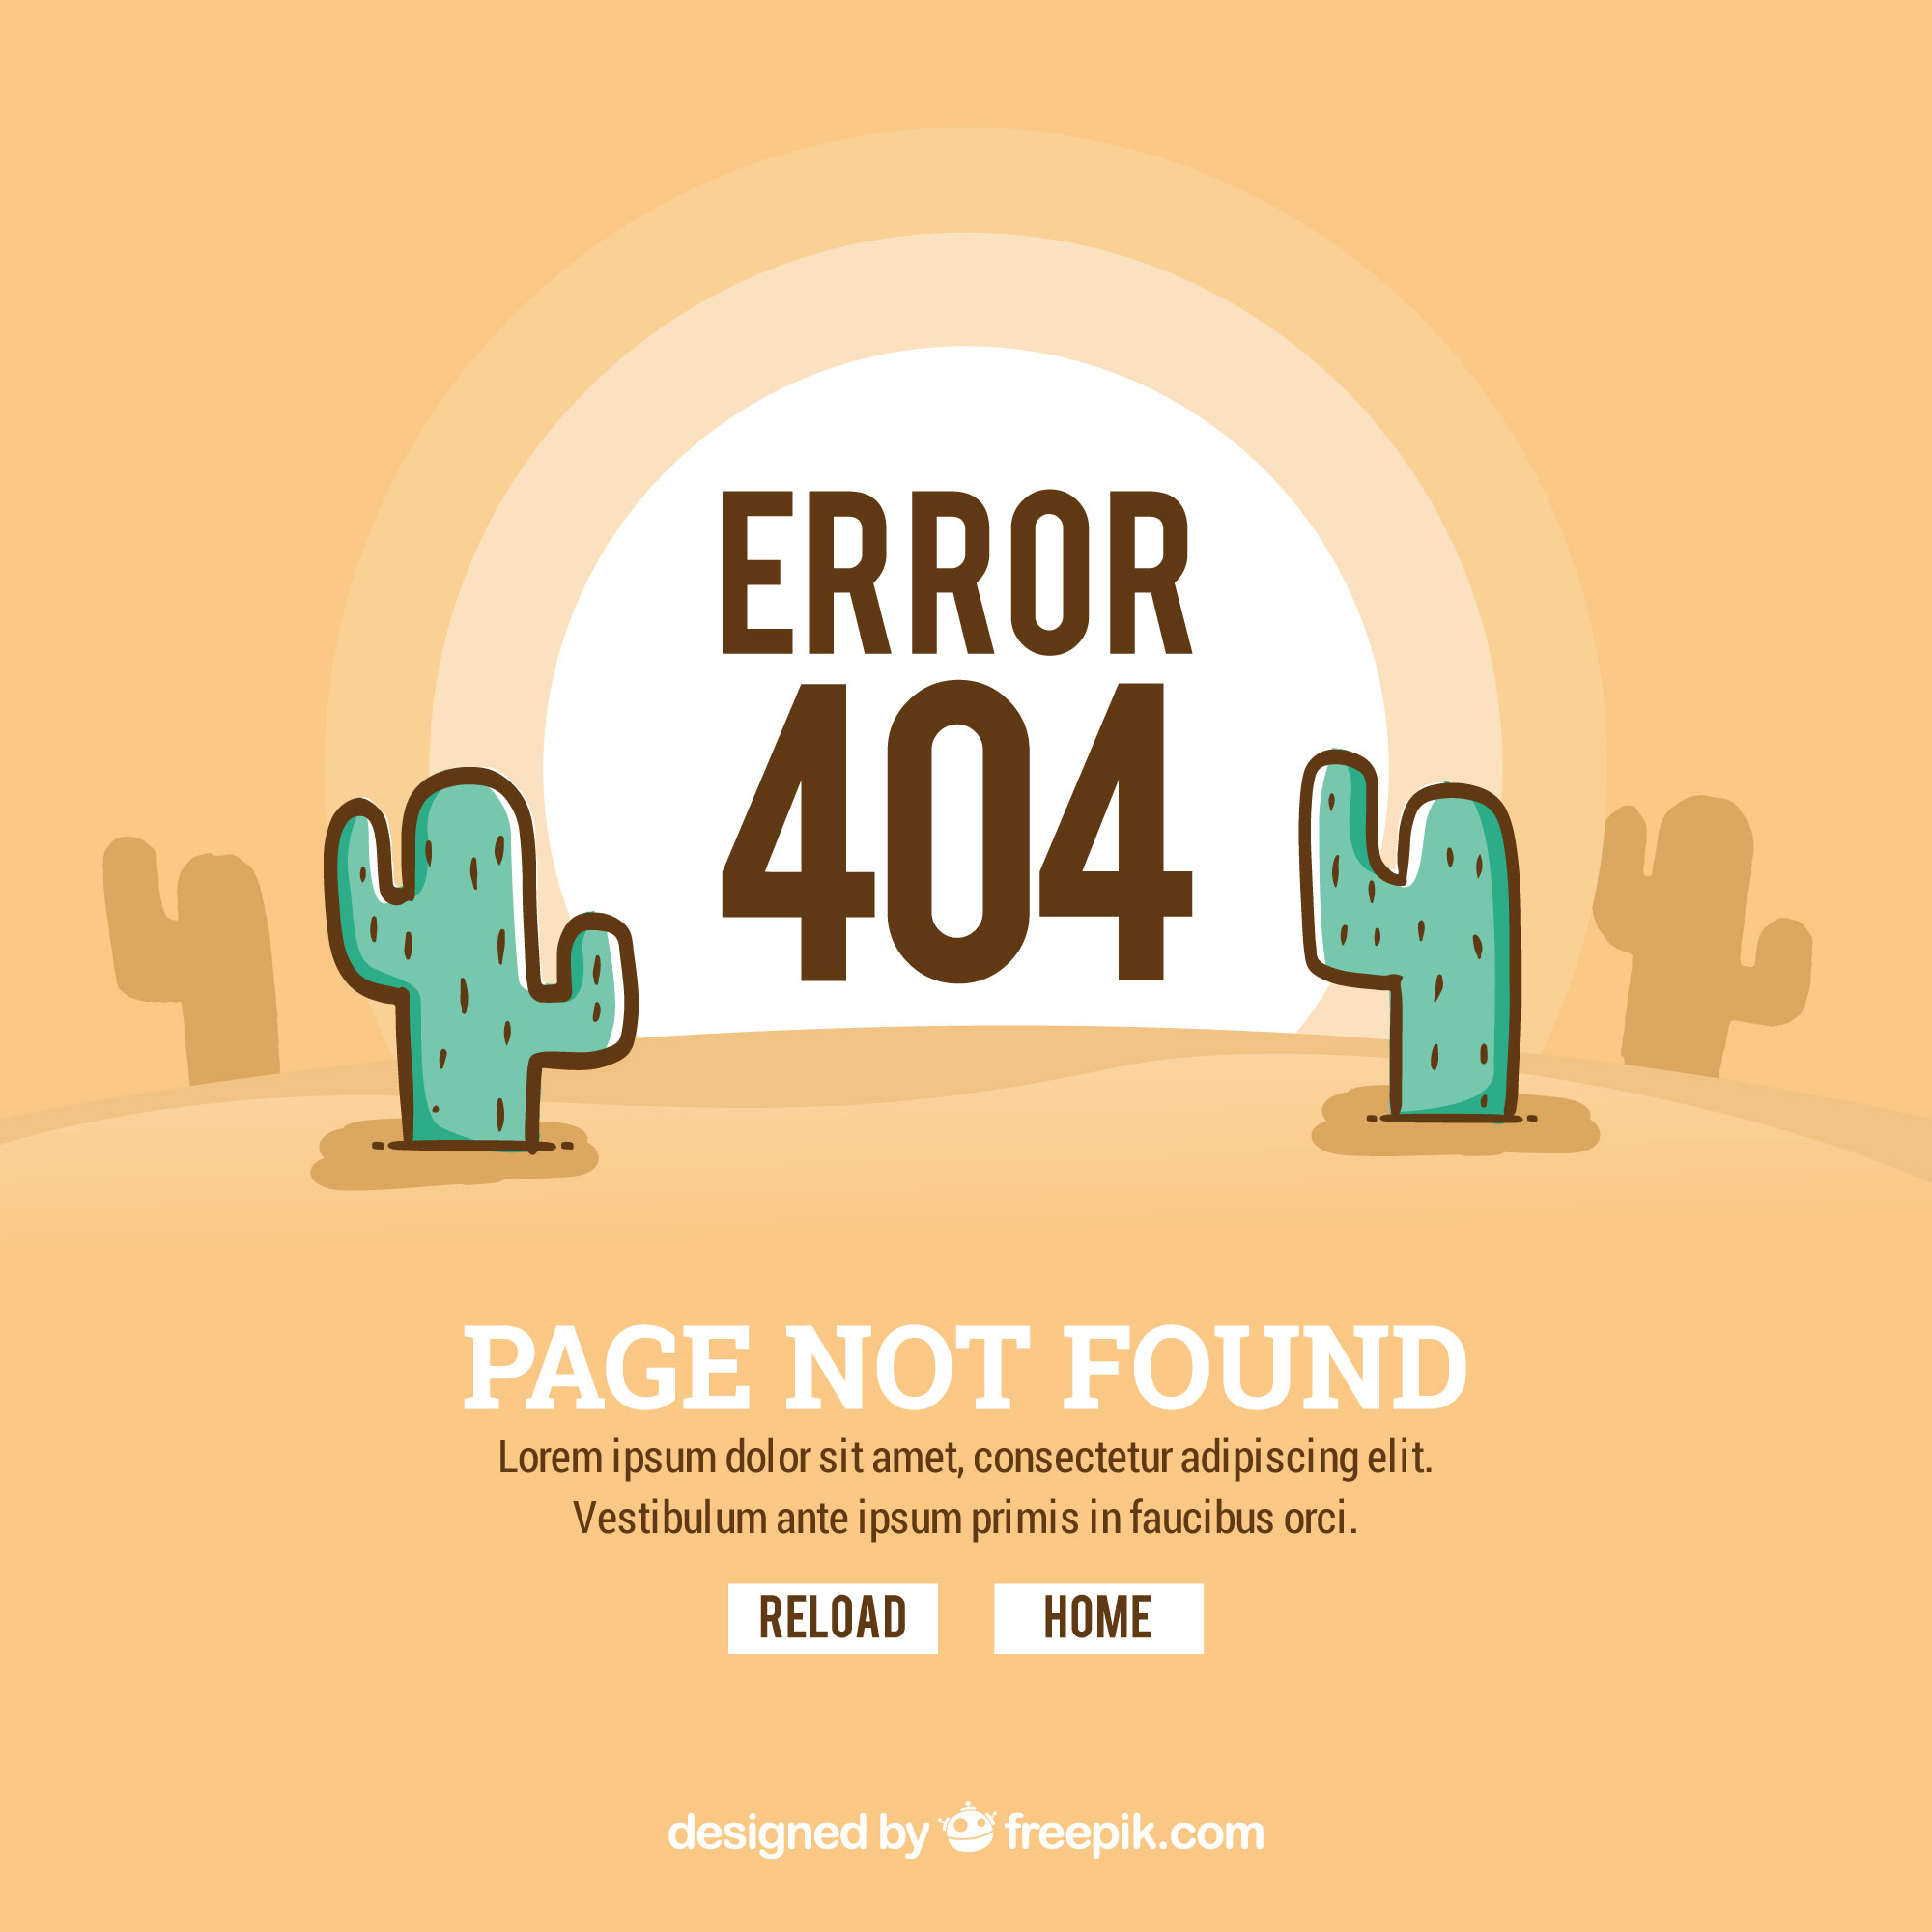 ERROR
404
PAGE NOT FOUND
Lorem ipsum dolor sit amet, consectetur adipiscing elit.
Vestibulum ante ipsum primis in faucibus orci.
RELOAD HOME
designed by freepik.com